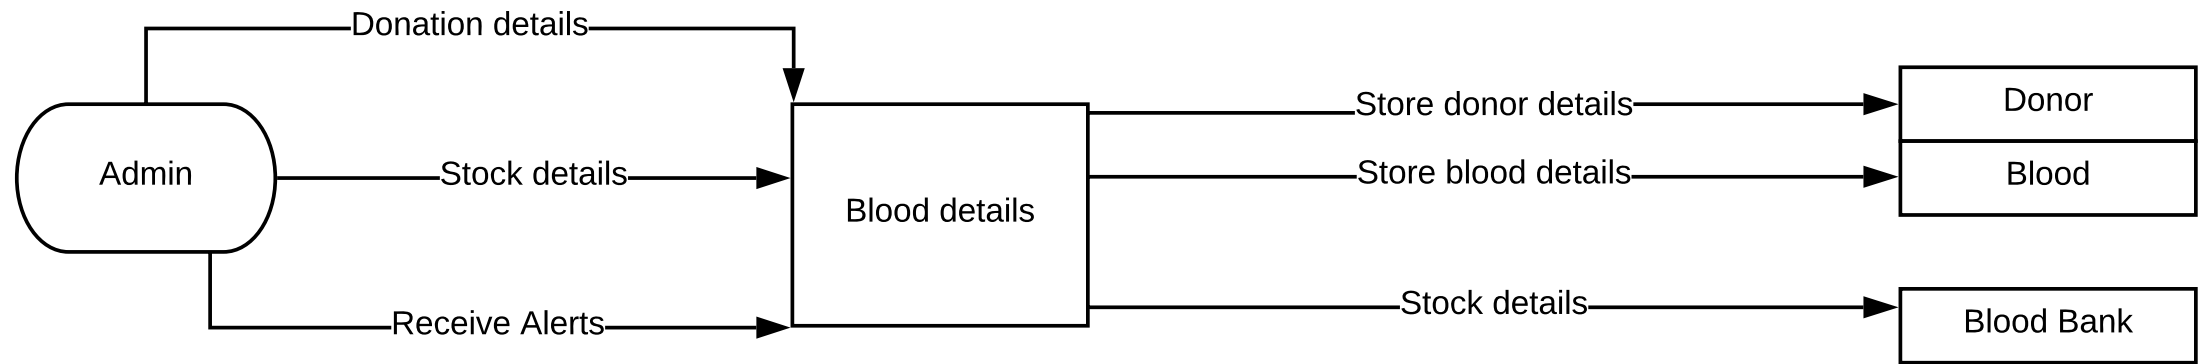 Donation details
Store donor details
Donor
Admin
Stock details
Store blood details
Blood
Blood details
Receive Alerts
Stock details
Blood Bank